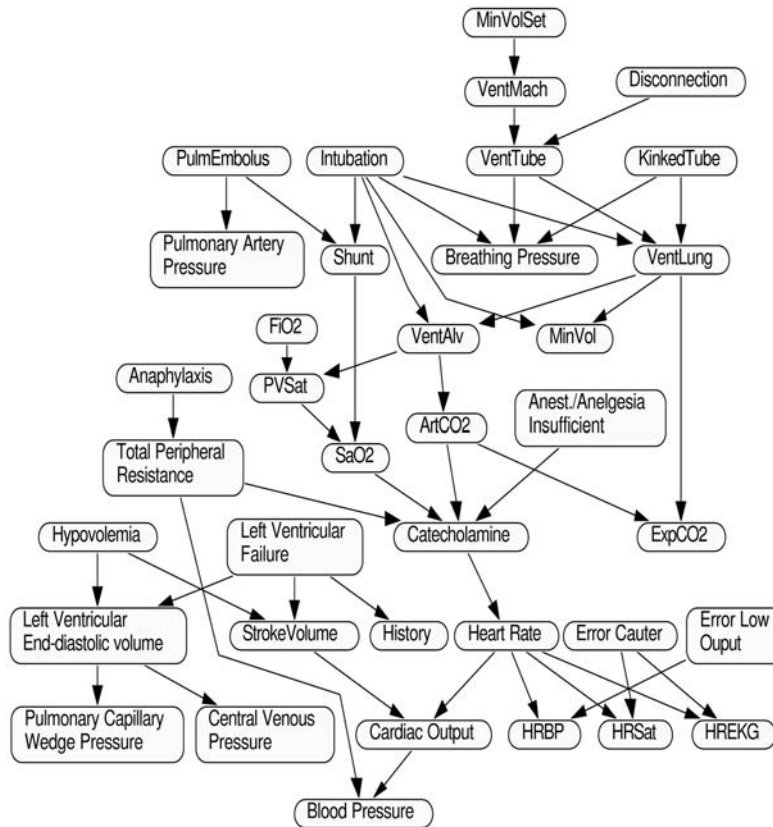 MinVolSet
Disconnection
VentMach
PulmEmbolus
Intubation
VentTube
KinkedTube
Pulmonary Artery
Pressure
Shunt
Breathing Pressure
VentLung
FiO2
VentAlv
MinVol
Anaphylaxis
PVSat
Anest./Anelgesia
Insufficient
ArtCO2
Total Peripheral
Resistance
SaO2
Hypovolemia
Left Ventricular
Failure
Catecholamine
ExpCO2
Left Ventricular
End-diastolic volume
StrokeVolume
History
Heart Rate
Error Cauter
Error Low
Ouput
Pulmonary Capillary
Wedge Pressure
Central Venous
Pressure
Cardiac Output
HRBP
HRSat
HREKG
Blood Pressure